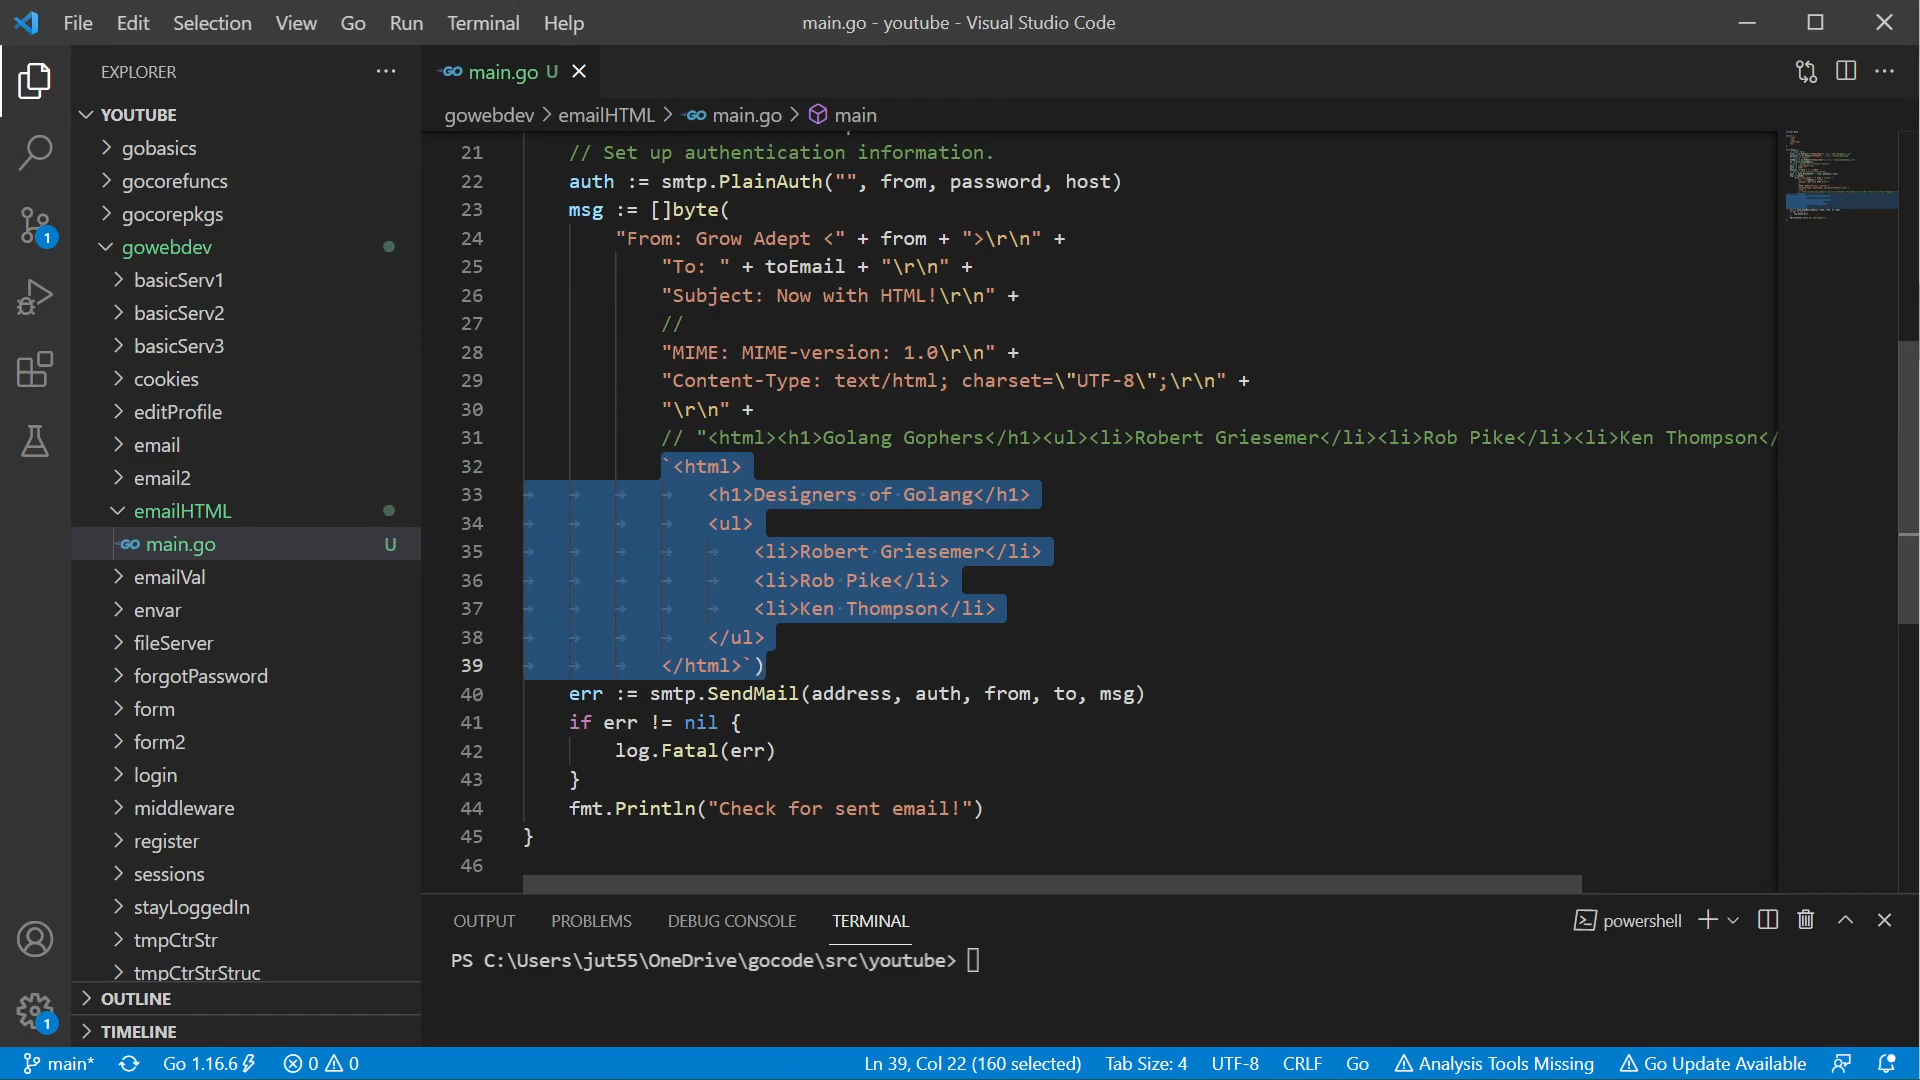 File Edit Selection View Go Run Terminal Help
main.go - youtube - Visual Studio Code
EXPLORER
YOUTUBE
gobasics
gocorefuncs
gocorepkgs
gowebdev
basicServ1
basicServ2
basicServ3
cookies
editProfile
email
email2
emailHTML
GO main.go U
emailVal
envar
fileServer
forgotPassword
form
form2
login
middleware
register
sessions
stayLoggedIn
tmpCtrStr
tmpCtrStrStruc
OUTLINE
TIMELINE
1
1
GO main.go U
gowebdev > emailHTML > GO main.go > main
21 // Set up authentication information.
22 auth := smtp.PlainAuth("", from, password, host)
23 msg := []byte(
24 "From: Grow Adept <" + from + ">\r\n" +
25 "To: " + toEmail + "\r\n" +
26 "Subject: Now with HTML!\r\n" +
27 //
28 "MIME: MIME-version: 1.0\r\n" +
29 "Content-Type: text/html; charset=\"UTF-8\";\r\n" +
30 "\r\n" +
31 // "<html><h1>Golang Gophers</h1><ul><li>Robert Griesemer</li><li>Rob Pike</li><li>Ken Thompson</
32 `<html>
33 <h1>Designers of Golang</h1>
34 <ul>
35 <li>Robert Griesemer</li>
36 <li>Rob Pike</li>
37 <li>Ken Thompson</li>
38 </ul>
39 </html>`)
40 err := smtp.SendMail(address, auth, from, to, msg)
41 if err != nil {
42 log.Fatal(err)
43 }
44 fmt.Println("Check for sent email!")
45 }
46
OUTPUT PROBLEMS DEBUG CONSOLE TERMINAL
powershell
PS C:\Users\jut55\OneDrive\gocode\src\youtube>
main* Go 1.16.6 0 0
Ln 39, Col 22 (160 selected) Tab Size: 4 UTF-8 CRLF Go Analysis Tools Missing Go Update Available